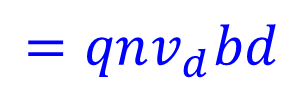 = qnv_d bd